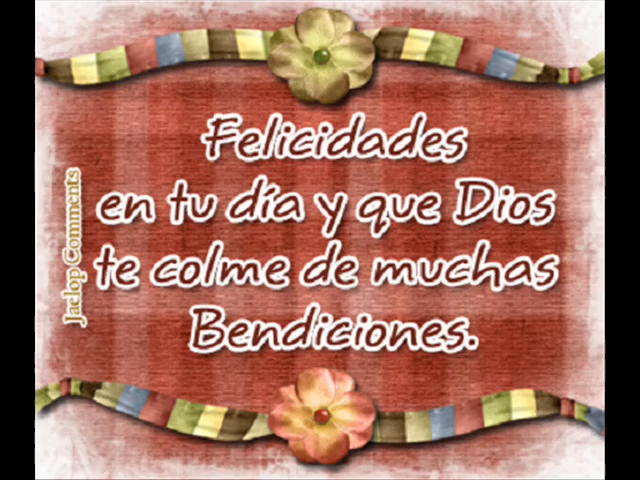 Felicidades
en tu día y que Dios
te colme de muchas
Bendiciones.
Jaclop Comments